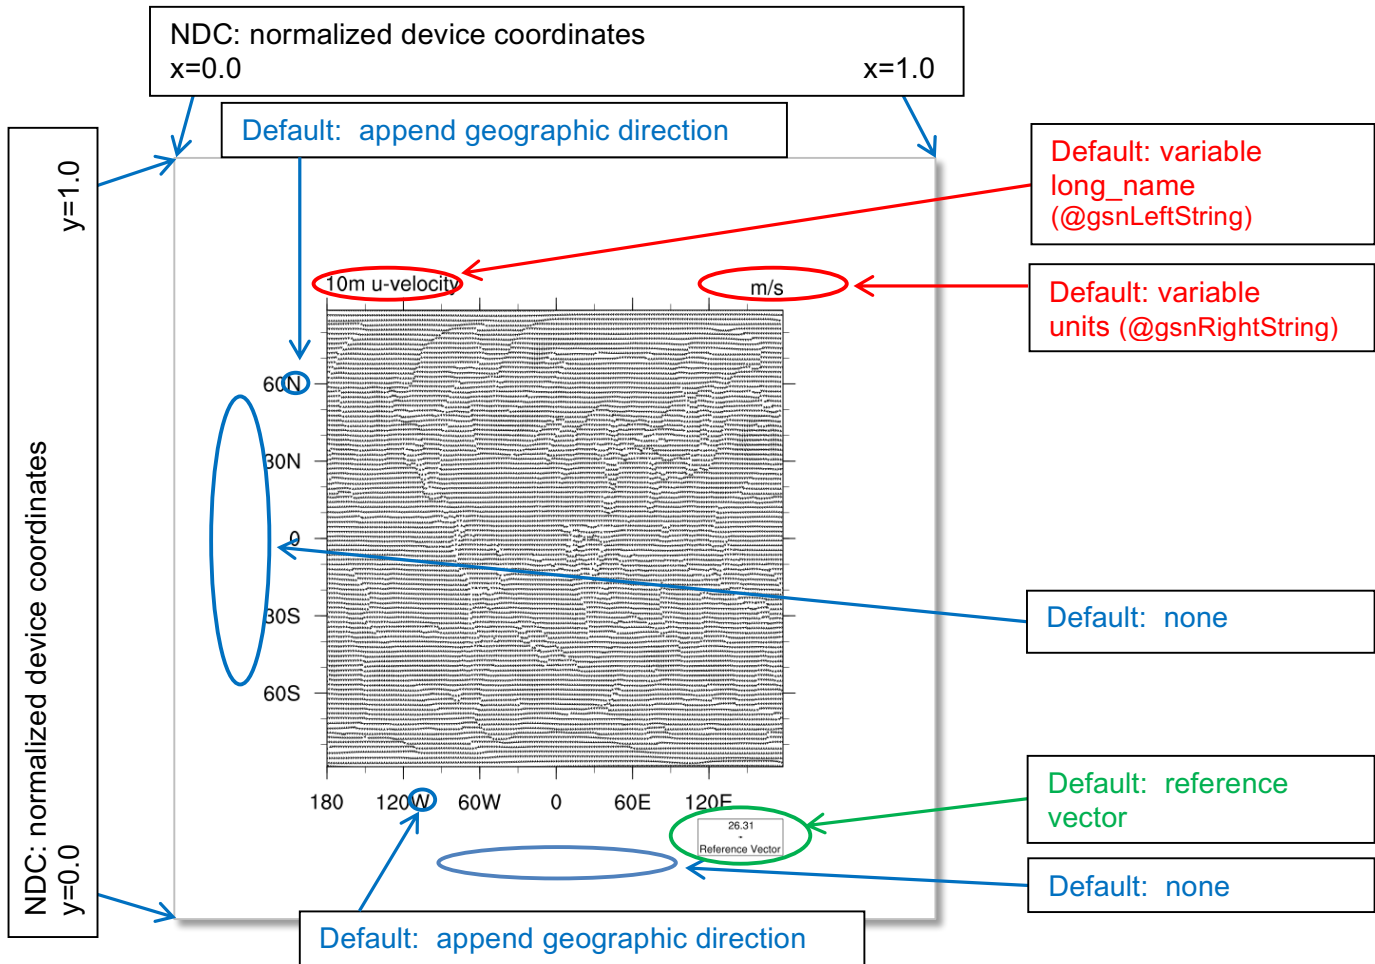 NDC: normalized device coordinates
x=0.0 x=1.0
Default: append geographic direction
NDC: normalized device coordinates
y=0.0 y=1.0
Default: variable
long_name
(@gsnLeftString)
10m u-velocity m/s
Default: variable
units (@gsnRightString)
60N
30N
0
30S
60S
Default: none
180 120W 60W 0 60E 120E
26.31
Reference Vector
Default: reference
vector
Default: none
Default: append geographic direction